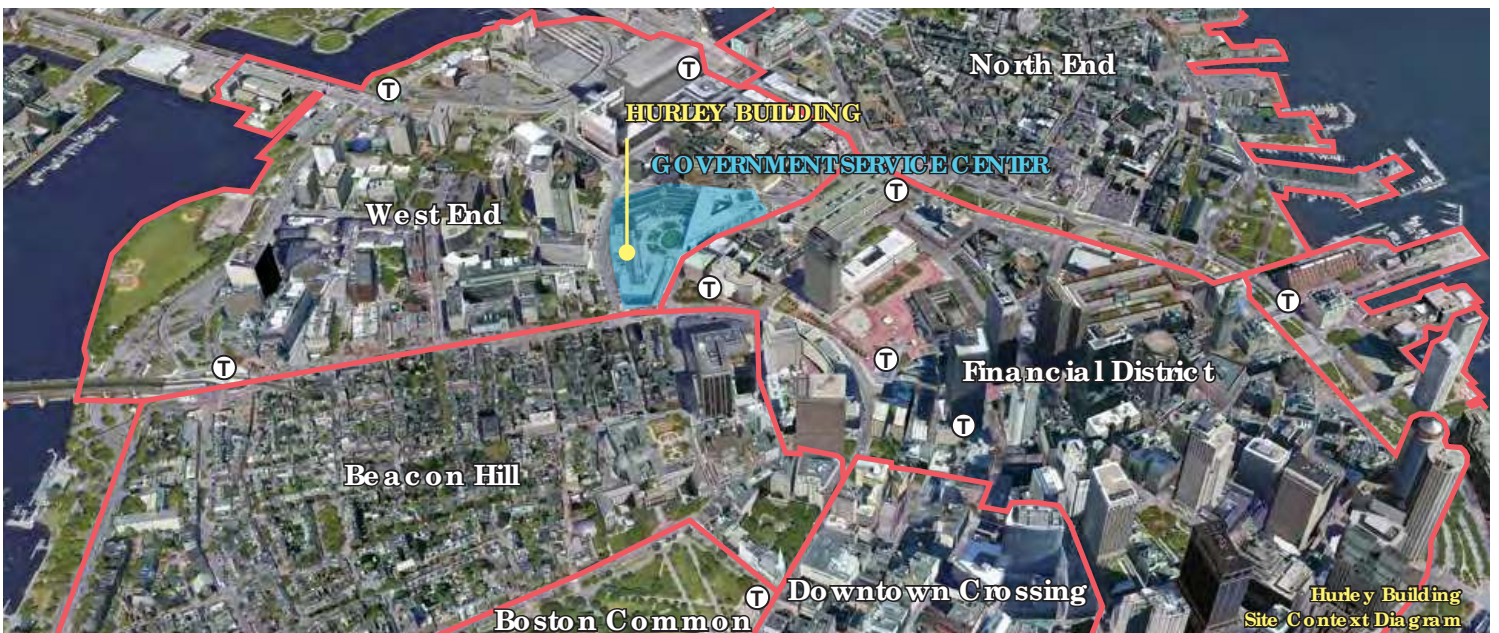 North End
T
T
HURLEY BUILDING
GOVERNMENT SERVICE CENTER
T
West End
T
T
T
T
Financial District
T
Beacon Hill
T
Downtown Crossing
Boston Common
Hurley Building
Site Context Diagram